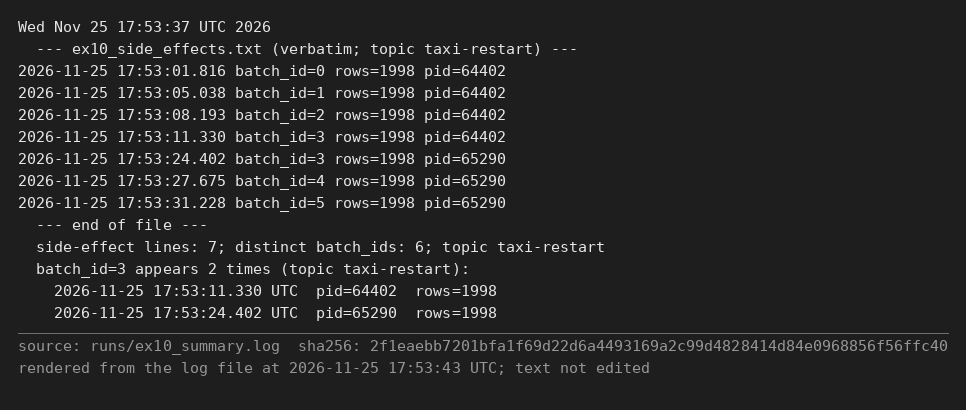 Wed Nov 25 17:53:37 UTC 2026
--- ex10_side_effects.txt (verbatim; topic taxi-restart) ---
2026-11-25 17:53:01.816 batch_id=0 rows=1998 pid=64402
2026-11-25 17:53:05.038 batch_id=1 rows=1998 pid=64402
2026-11-25 17:53:08.193 batch_id=2 rows=1998 pid=64402
2026-11-25 17:53:11.330 batch_id=3 rows=1998 pid=64402
2026-11-25 17:53:24.402 batch_id=3 rows=1998 pid=65290
2026-11-25 17:53:27.675 batch_id=4 rows=1998 pid=65290
2026-11-25 17:53:31.228 batch_id=5 rows=1998 pid=65290
--- end of file ---
side-effect lines: 7; distinct batch_ids: 6; topic taxi-restart
batch_id=3 appears 2 times (topic taxi-restart):
2026-11-25 17:53:11.330 UTC  pid=64402  rows=1998
2026-11-25 17:53:24.402 UTC  pid=65290  rows=1998
source: runs/ex10_summary.log  sha256: 2f1eaebb7201bfa1f69d22d6a4493169a2c99d4828414d84e0968856f56ffc40
rendered from the log file at 2026-11-25 17:53:43 UTC; text not edited